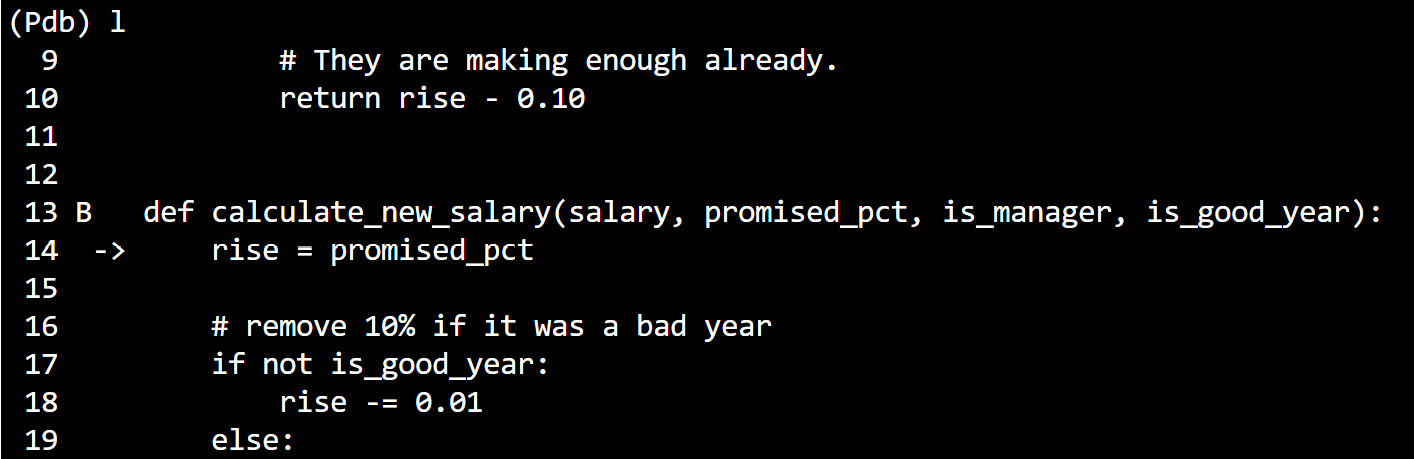 (Pdb) l
  9             # They are making enough already.
 10             return rise - 0.10
 11
 12
 13 B   def calculate_new_salary(salary, promised_pct, is_manager, is_good_year):
 14  ->     rise = promised_pct
 15
 16         # remove 10% if it was a bad year
 17         if not is_good_year:
 18             rise -= 0.01
 19         else: